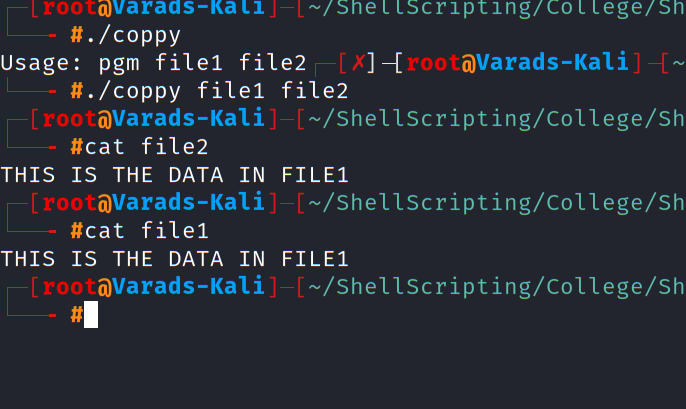 ┌─[root@Varads-Kali]─[~/ShellScripting/College/Sh
└──╼ #./coppy
Usage: pgm file1 file2┌─[✗]─[root@Varads-Kali]─[~
└──╼ #./coppy file1 file2
┌─[root@Varads-Kali]─[~/ShellScripting/College/Sh
└──╼ #cat file2
THIS IS THE DATA IN FILE1
┌─[root@Varads-Kali]─[~/ShellScripting/College/Sh
└──╼ #cat file1
THIS IS THE DATA IN FILE1
┌─[root@Varads-Kali]─[~/ShellScripting/College/Sh
└──╼ #